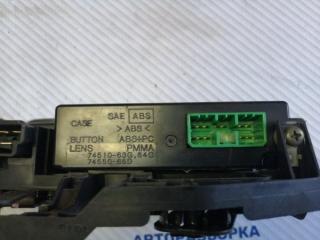 SAE ABS
CASE >ABS<
BUTTON ABS+PC
LENS PMMA
74510-63G,64G
74550-65D
АВТОРАЗБОРКА